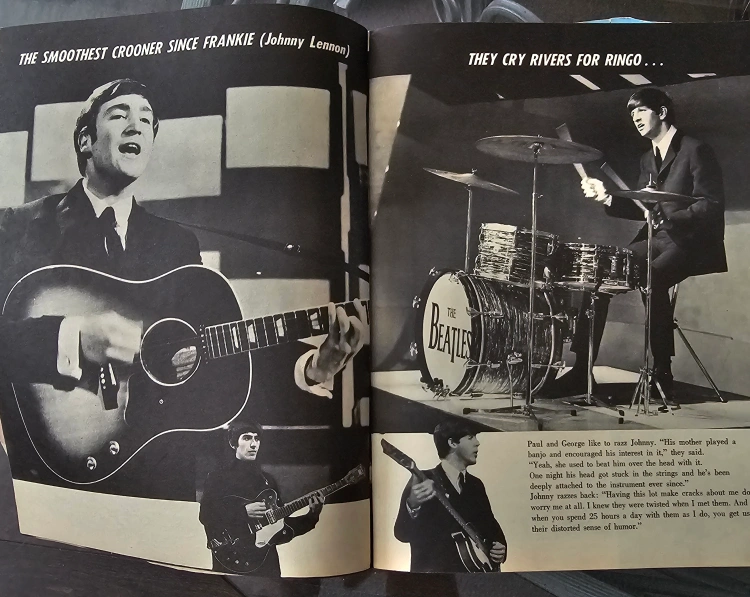 THE SMOOTHEST CROONER SINCE FRANKIE (Johnny Lennon)
THEY CRY RIVERS FOR RINGO...
THE
BEATLES
Paul and George like to razz Johnny. "His mother played a
banjo and encouraged his interest in it," they said.
"Yeah, she used to beat him over the head with it.
One night his head got stuck in the strings and he's been
deeply attached to the instrument ever since."
Johnny razzes back: "Having this lot make cracks about me do
worry me at all. I knew they were twisted when I met them. And
when you spend 25 hours a day with them as I do, you get us
their distorted sense of humor."